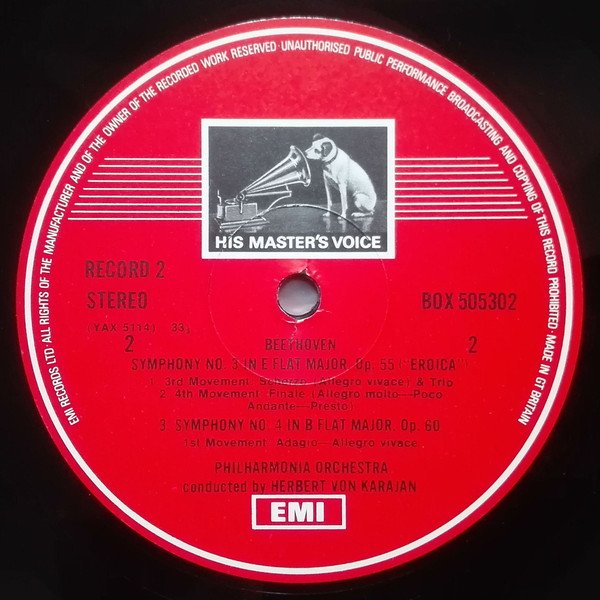 EMI RECORDS LTD · ALL RIGHTS OF THE MANUFACTURER AND OF THE OWNER OF THE RECORDED WORK RESERVED · UNAUTHORISED PUBLIC PERFORMANCE BROADCASTING AND COPYING OF THIS RECORD PROHIBITED · MADE IN GT BRITAIN
HIS MASTER'S VOICE
RECORD 2
STEREO BOX 505302
(YAX 5114) 33
2 BEETHOVEN 2
SYMPHONY NO. 3 IN E FLAT MAJOR, Op. 55 ("EROICA")
1. 3rd Movement: Scherzo (Allegro vivace) & Trio
2. 4th Movement: Finale (Allegro molto—Poco
Andante—Presto)
3. SYMPHONY NO. 4 IN B FLAT MAJOR, Op. 60
1st Movement: Adagio—Allegro vivace
PHILHARMONIA ORCHESTRA
conducted by HERBERT VON KARAJAN
EMI